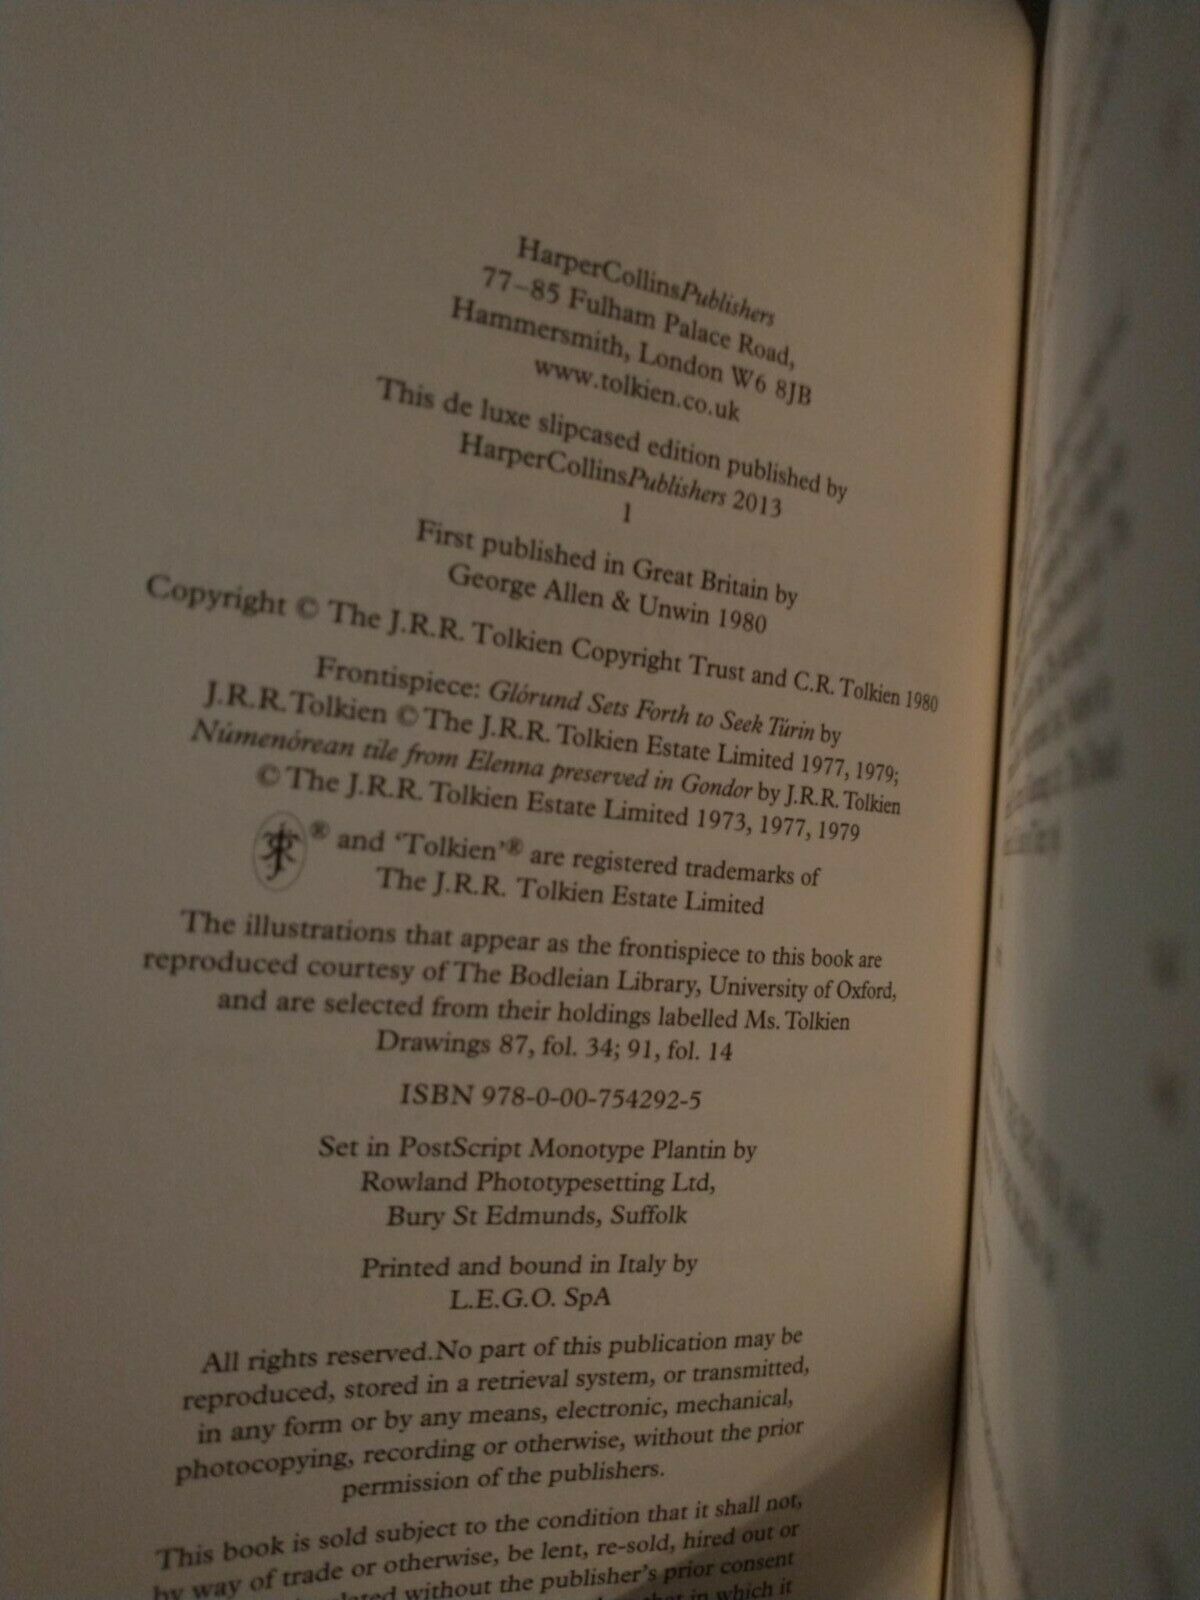 HarperCollinsPublishers
77–85 Fulham Palace Road,
Hammersmith, London W6 8JB
www.tolkien.co.uk
This de luxe slipcased edition published by
HarperCollinsPublishers 2013
1
First published in Great Britain by
George Allen & Unwin 1980
Copyright © The J.R.R. Tolkien Copyright Trust and C.R. Tolkien 1980
Frontispiece: Glórund Sets Forth to Seek Túrin by
J.R.R.Tolkien © The J.R.R. Tolkien Estate Limited 1977, 1979;
Númenórean tile from Elenna preserved in Gondor by J.R.R. Tolkien
© The J.R.R. Tolkien Estate Limited 1973, 1977, 1979
® and ‘Tolkien’® are registered trademarks of
The J.R.R. Tolkien Estate Limited
The illustrations that appear as the frontispiece to this book are
reproduced courtesy of The Bodleian Library, University of Oxford,
and are selected from their holdings labelled Ms. Tolkien
Drawings 87, fol. 34; 91, fol. 14
ISBN 978-0-00-754292-5
Set in PostScript Monotype Plantin by
Rowland Phototypesetting Ltd,
Bury St Edmunds, Suffolk
Printed and bound in Italy by
L.E.G.O. SpA
All rights reserved.No part of this publication may be
reproduced, stored in a retrieval system, or transmitted,
in any form or by any means, electronic, mechanical,
photocopying, recording or otherwise, without the prior
permission of the publishers.
This book is sold subject to the condition that it shall not,
by way of trade or otherwise, be lent, re-sold, hired out or
without the publisher’s prior consent
that in which it